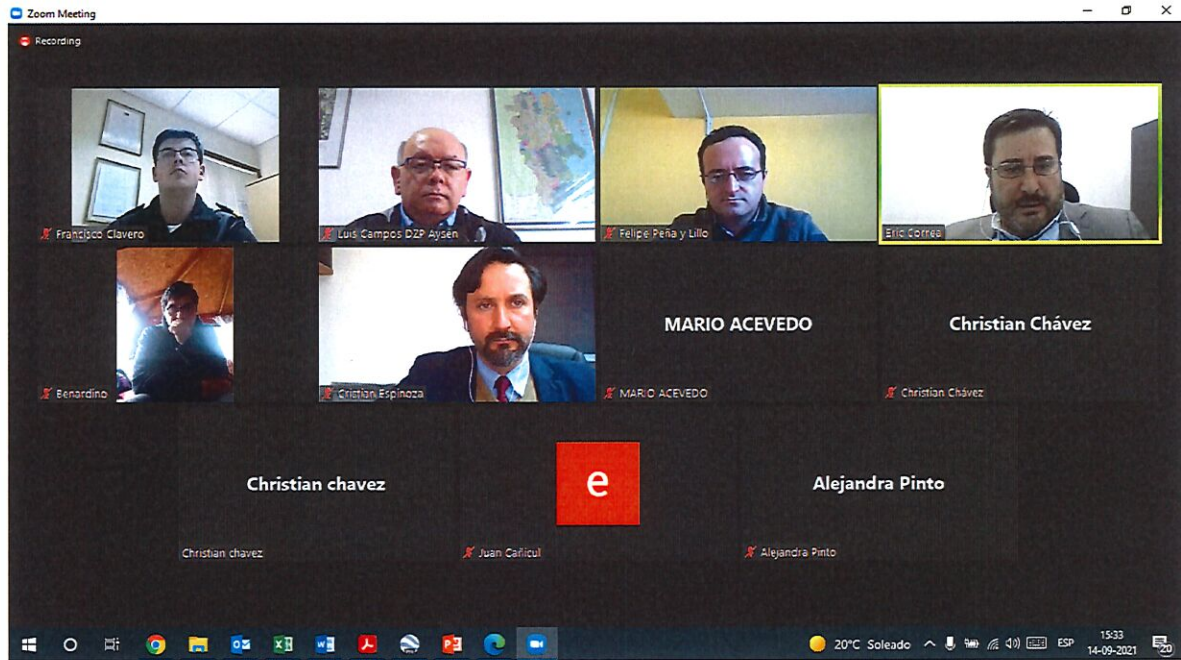 Zoom Meeting
Recording
Francisco Clavero
Luis Campos DZP Aysén
Felipe Peña y Lillo
Eric Correa
Benardino
Cristian Espinoza
MARIO ACEVEDO
MARIO ACEVEDO
Christian Chávez
Christian Chávez
Christian chavez
Christian chavez
e
Juan Cañicul
Alejandra Pinto
Alejandra Pinto
20°C Soleado
ESP
15:33
14-09-2021
20